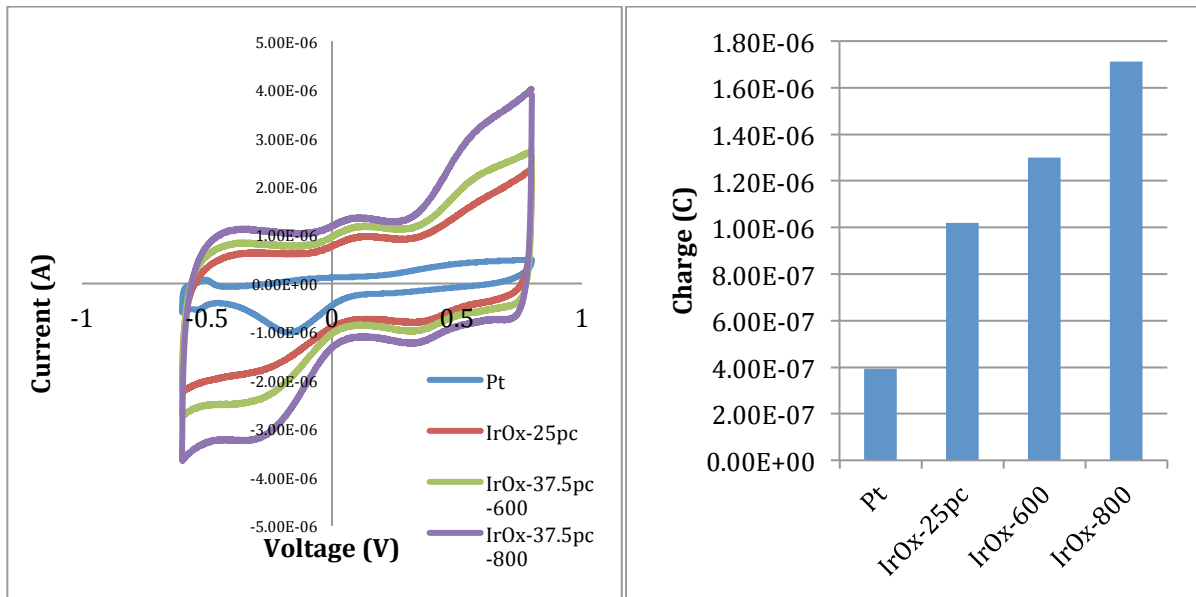 5.00E-06
4.00E-06
3.00E-06
2.00E-06
1.00E-06
0.00E+00
-1 -0.5 0 0.5 1
-1.00E-06
-2.00E-06
-3.00E-06
-4.00E-06
-5.00E-06
Current (A)
Voltage (V)
Pt
IrOx-25pc
IrOx-37.5pc
-600
IrOx-37.5pc
-800
1.80E-06
1.60E-06
1.40E-06
1.20E-06
1.00E-06
8.00E-07
6.00E-07
4.00E-07
2.00E-07
0.00E+00
Charge (C)
Pt
IrOx-25pc
IrOx-600
IrOx-800